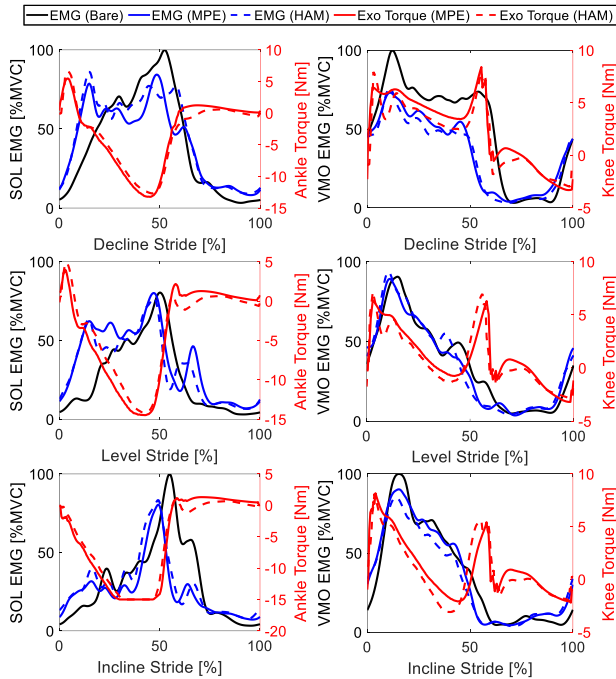 EMG (Bare) EMG (MPE) EMG (HAM) Exo Torque (MPE) Exo Torque (HAM)
SOL EMG [%MVC]
100
50
0
0 50 100
Decline Stride [%]
10
5
0
-5
-10
-15
Ankle Torque [Nm]
VMO EMG [%MVC]
100
50
0
0 50 100
Decline Stride [%]
10
5
0
-5
Knee Torque [Nm]
SOL EMG [%MVC]
100
50
0
0 50 100
Level Stride [%]
5
0
-5
-10
-15
Ankle Torque [Nm]
VMO EMG [%MVC]
100
50
0
0 50 100
Level Stride [%]
10
5
0
-5
Knee Torque [Nm]
SOL EMG [%MVC]
100
50
0
0 50 100
Incline Stride [%]
5
0
-5
-10
-15
-20
Ankle Torque [Nm]
VMO EMG [%MVC]
100
50
0
0 50 100
Incline Stride [%]
10
5
0
-5
Knee Torque [Nm]